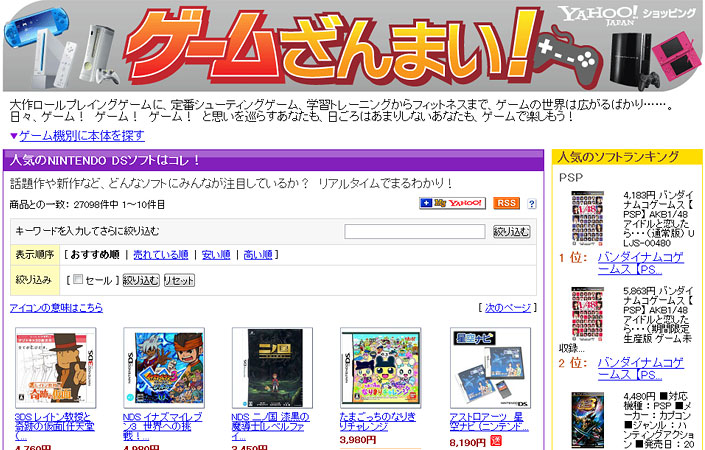 ゲームざんまい!
YAHOO!
JAPAN
ショッピング
大作ロールプレイングゲームに、定番シューティングゲーム、学習トレーニングからフィットネスまで、ゲームの世界は広がるばかり……。
日々、ゲーム！ ゲーム！ ゲーム！ と思いを巡らすあなたも、日ごろはあまりしないあなたも、ゲームで楽しもう！
▼ゲーム機別に本体を探す
人気のNINTENDO DSソフトはコレ！
話題作や新作など、どんなソフトにみんなが注目しているか？ リアルタイムでまるわかり！
商品との一致: 27098件中 1～10件目
+ My YAHOO!
RSS
?
キーワードを入力してさらに絞り込む
絞り込む
表示順序
[ おすすめ順 | 売れている順 | 安い順 | 高い順 ]
絞り込み
[ セール ] 絞り込む リセット
アイコンの意味はこちら
[ 次のページ ]
3DS レイトン教授と
奇跡の仮面[任天堂
(...
4,760円
NDS イナズマイレブ
ン3 世界への挑
戦！...
4,980円
NDS 二ノ国 漆黒の
魔導士[レベルファ
イ...
3,450円
たまごっちのなりき
りチャレンジ
3,980円
アストロアーツ 星
空ナビ (ニンテンド...
8,190円
人気のソフトランキング
PSP
4,183円 バンダイ
ナムコゲームス【
PSP】AKB1/48
アイドルと恋した
ら・・・(通常版) U
LJS-00480
1 位：
バンダイナムコゲ
ームス【PS...
5,863円 バンダイ
ナムコゲームス【
PSP】AKB1/48
アイドルと恋した
ら・・・(期間限定
生産版 ゲーム未
収録...
2 位：
バンダイナムコゲ
ームス【PS...
4,480円 ■対応
機種：PSP ■メ
ーカー：カプコン
■ジャンル：ハ
ンティングアクショ
ン ■発売日：20